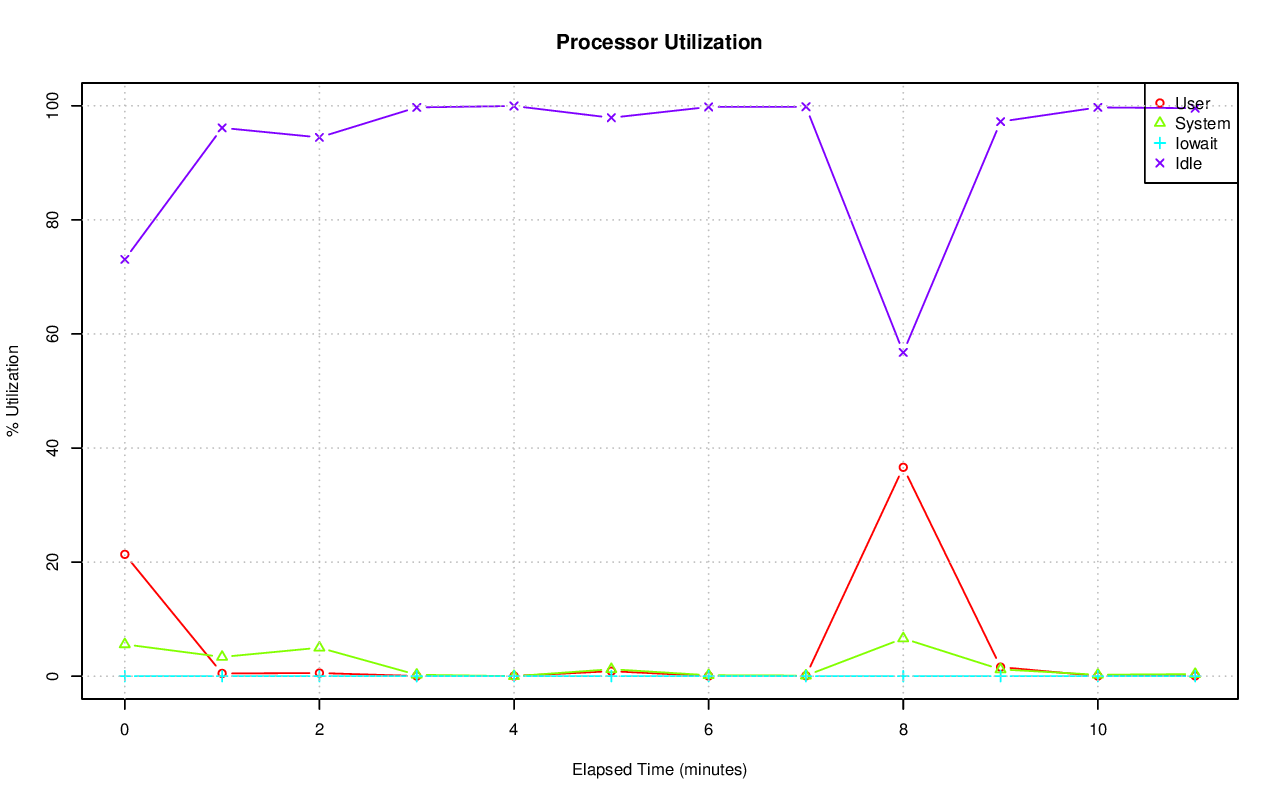 Processor Utilization
100
80
60
40
20
0
% Utilization
User
System
Iowait
Idle
0 2 4 6 8 10
Elapsed Time (minutes)